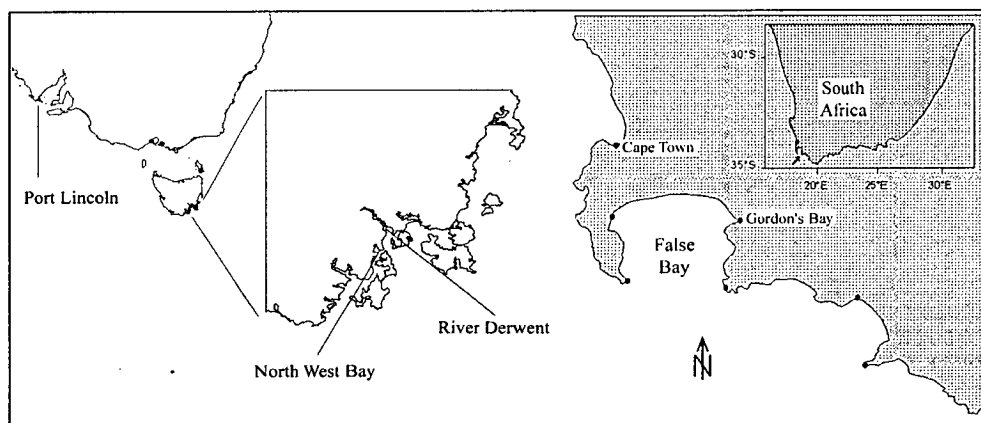 Port Lincoln
North West Bay
River Derwent
Cape Town
Gordon's Bay
False
Bay
N
South
Africa
30°S
35°S
20°E
25°E
30°E